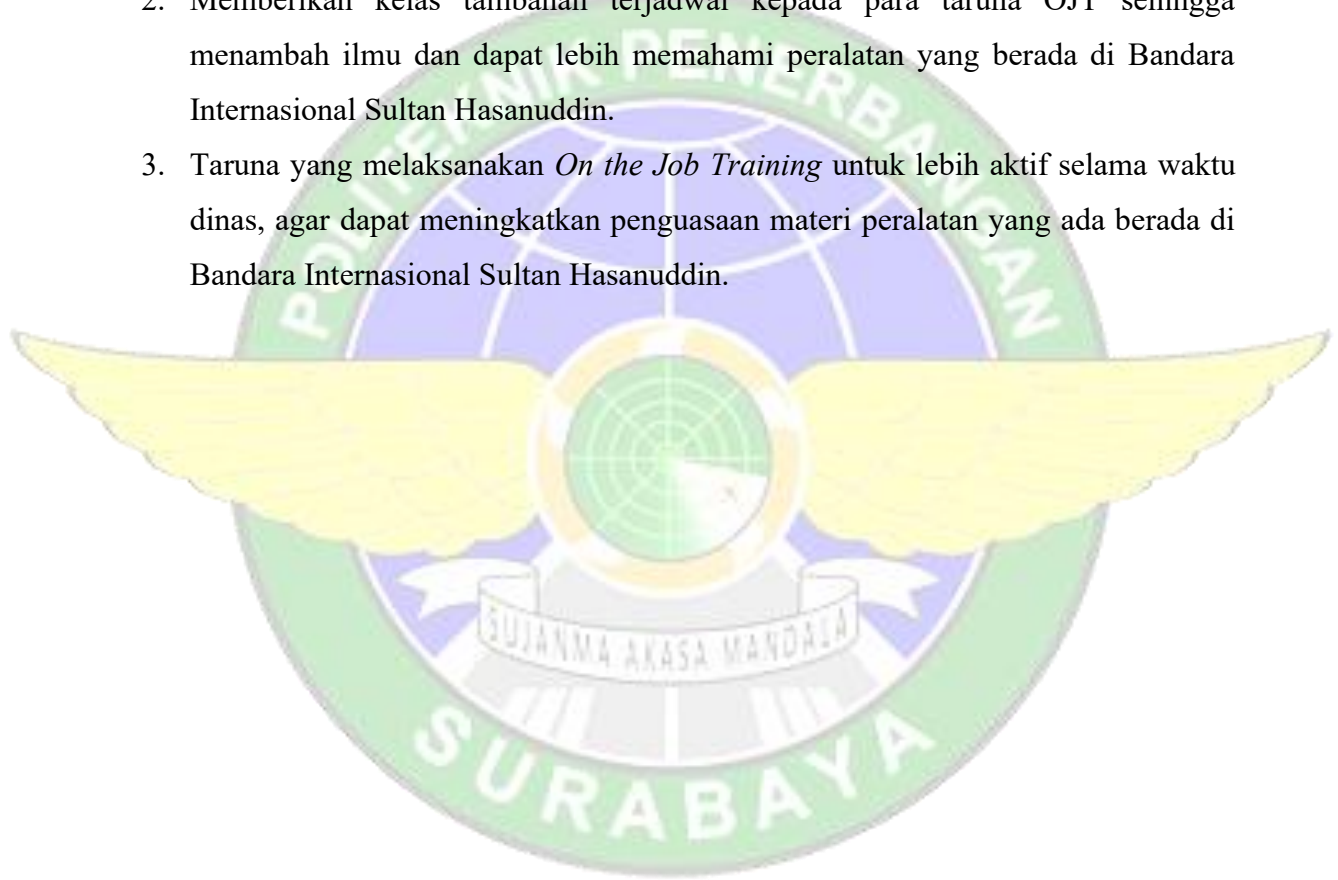 2. Memberikan kelas tambahan terjadwal kepada para taruna OJT sehingga
menambah ilmu dan dapat lebih memahami peralatan yang berada di Bandara
Internasional Sultan Hasanuddin.
3. Taruna yang melaksanakan On the Job Training untuk lebih aktif selama waktu
dinas, agar dapat meningkatkan penguasaan materi peralatan yang ada berada di
Bandara Internasional Sultan Hasanuddin.
POLITEKNIK PENERBANGAN
SUJANMA AKASA MANDALA
SURABAYA